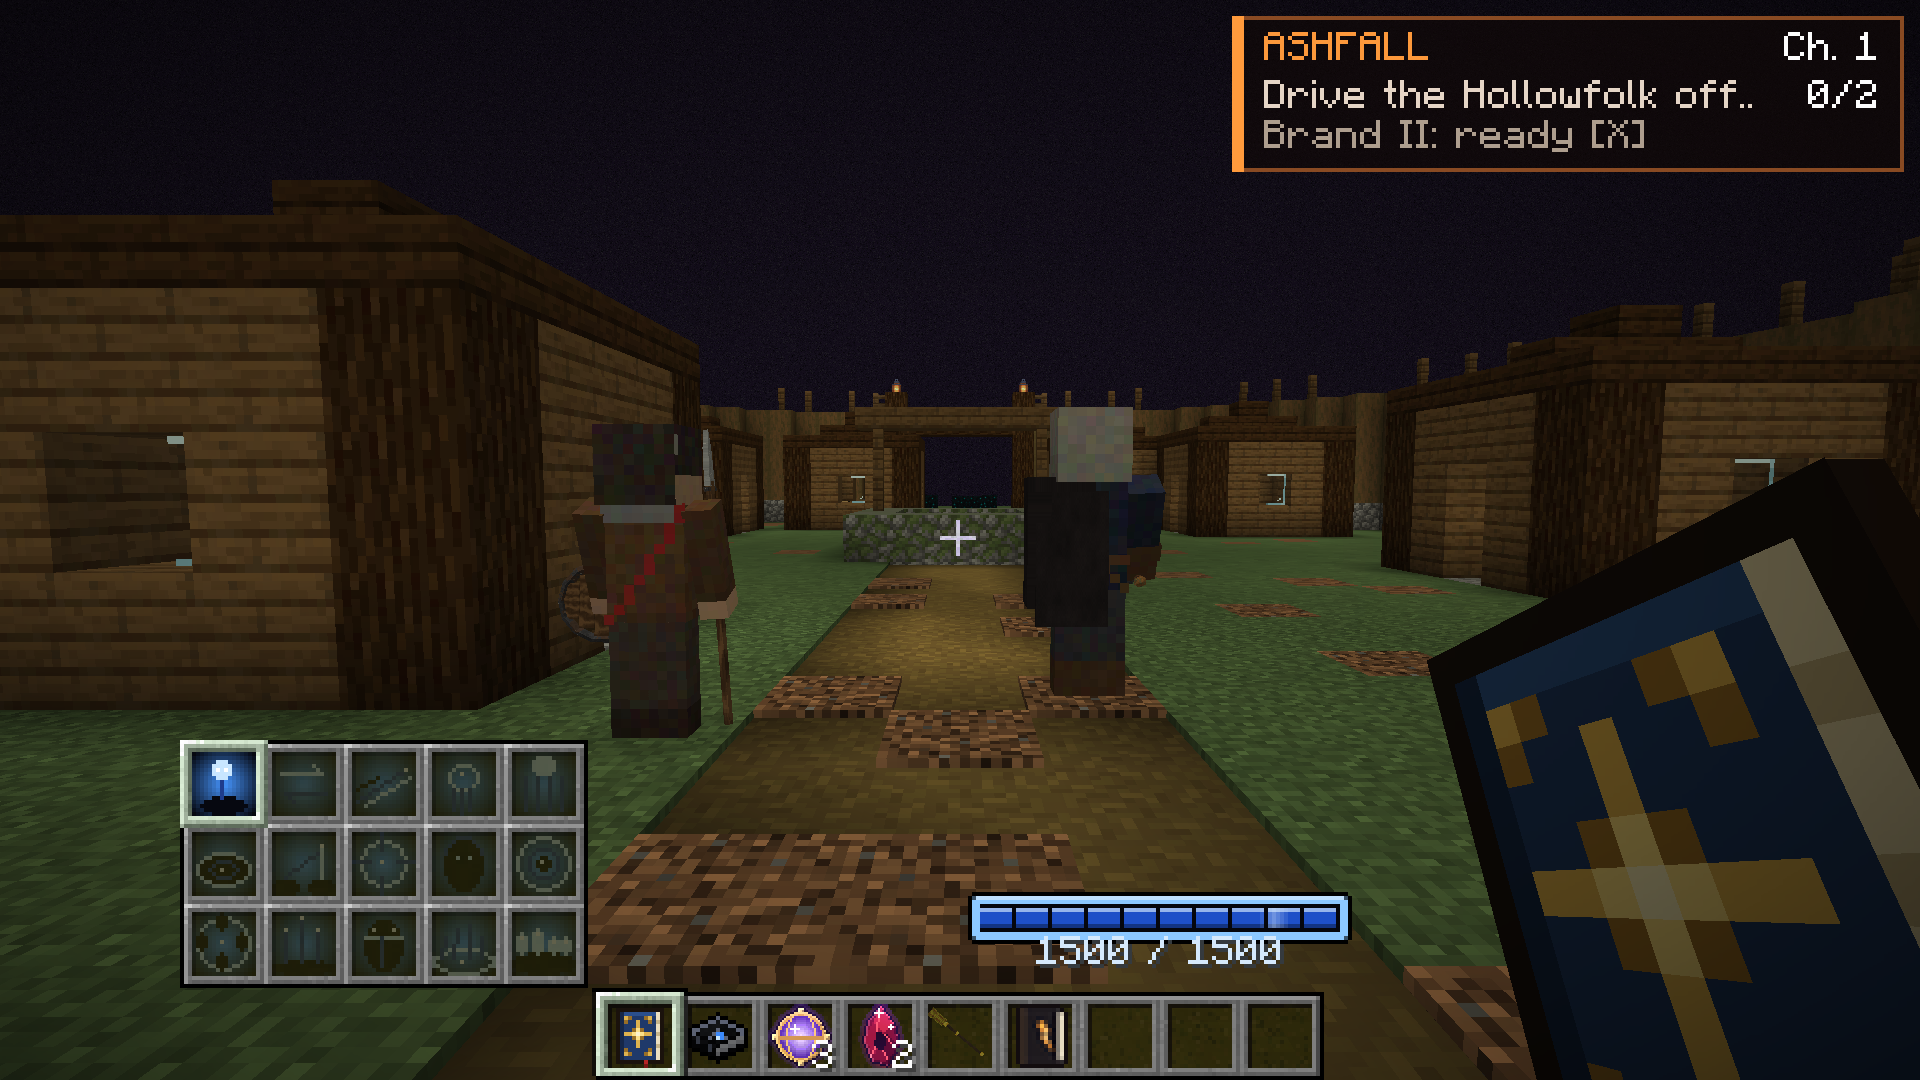 ASHFALL Ch. 1
Drive the Hollowfolk off.. 0/2
Brand II: ready [X]
1500 / 1500
3 2